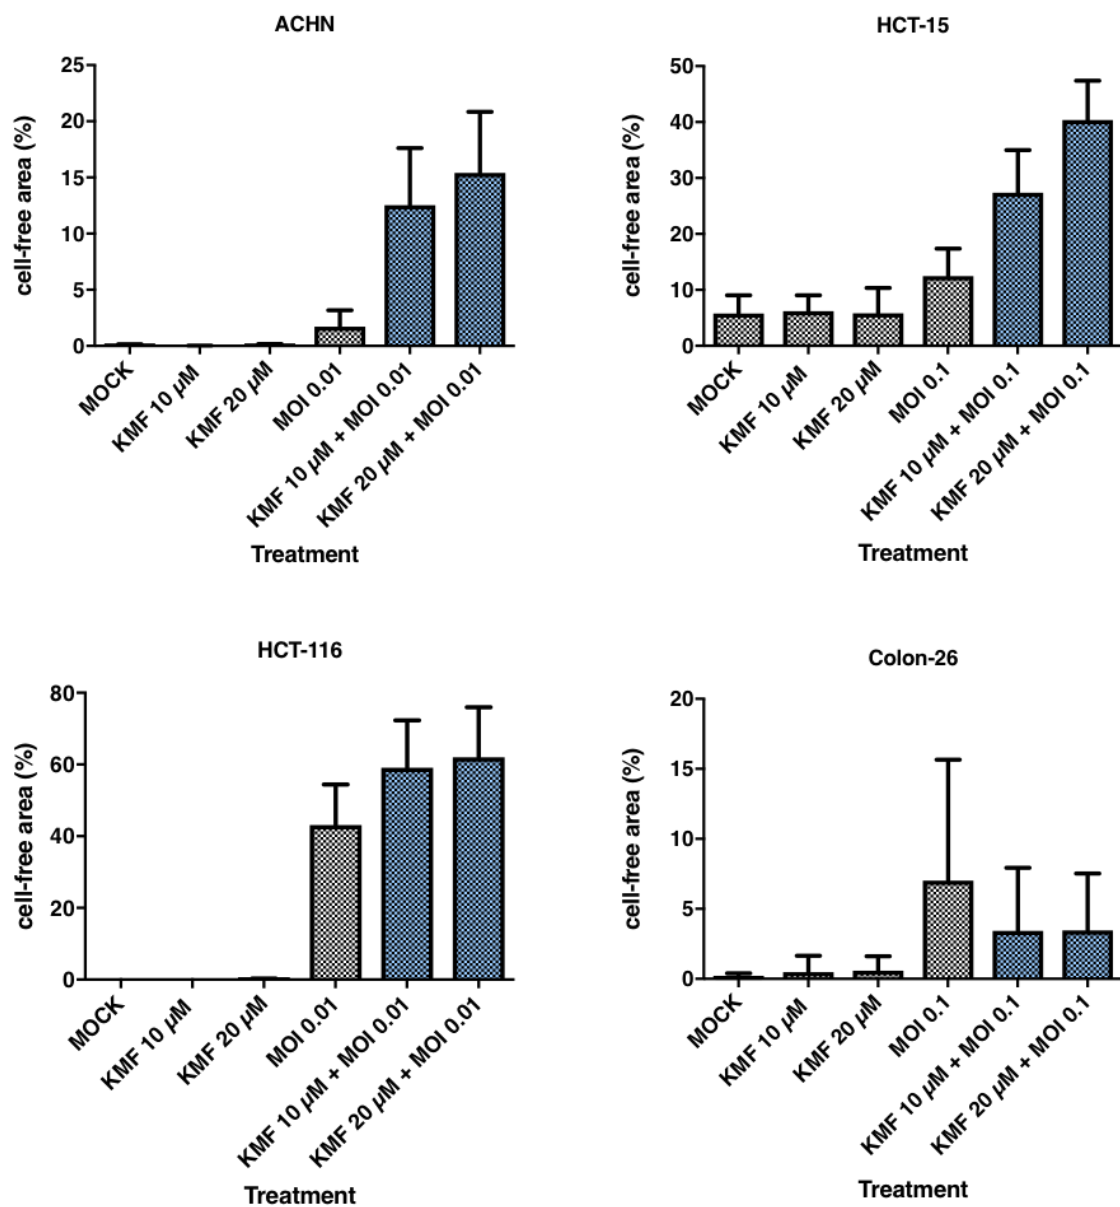 ACHN
cell-free area (%)
25
20
15
10
5
0
MOCK
KMF 10 µM
KMF 20 µM
MOI 0.01
KMF 10 µM + MOI 0.01
KMF 20 µM + MOI 0.01
Treatment
HCT-15
cell-free area (%)
50
40
30
20
10
0
MOCK
KMF 10 µM
KMF 20 µM
MOI 0.1
KMF 10 µM + MOI 0.1
KMF 20 µM + MOI 0.1
Treatment
HCT-116
cell-free area (%)
80
60
40
20
0
MOCK
KMF 10 µM
KMF 20 µM
MOI 0.01
KMF 10 µM + MOI 0.01
KMF 20 µM + MOI 0.01
Treatment
Colon-26
cell-free area (%)
20
15
10
5
0
MOCK
KMF 10 µM
KMF 20 µM
MOI 0.1
KMF 10 µM + MOI 0.1
KMF 20 µM + MOI 0.1
Treatment